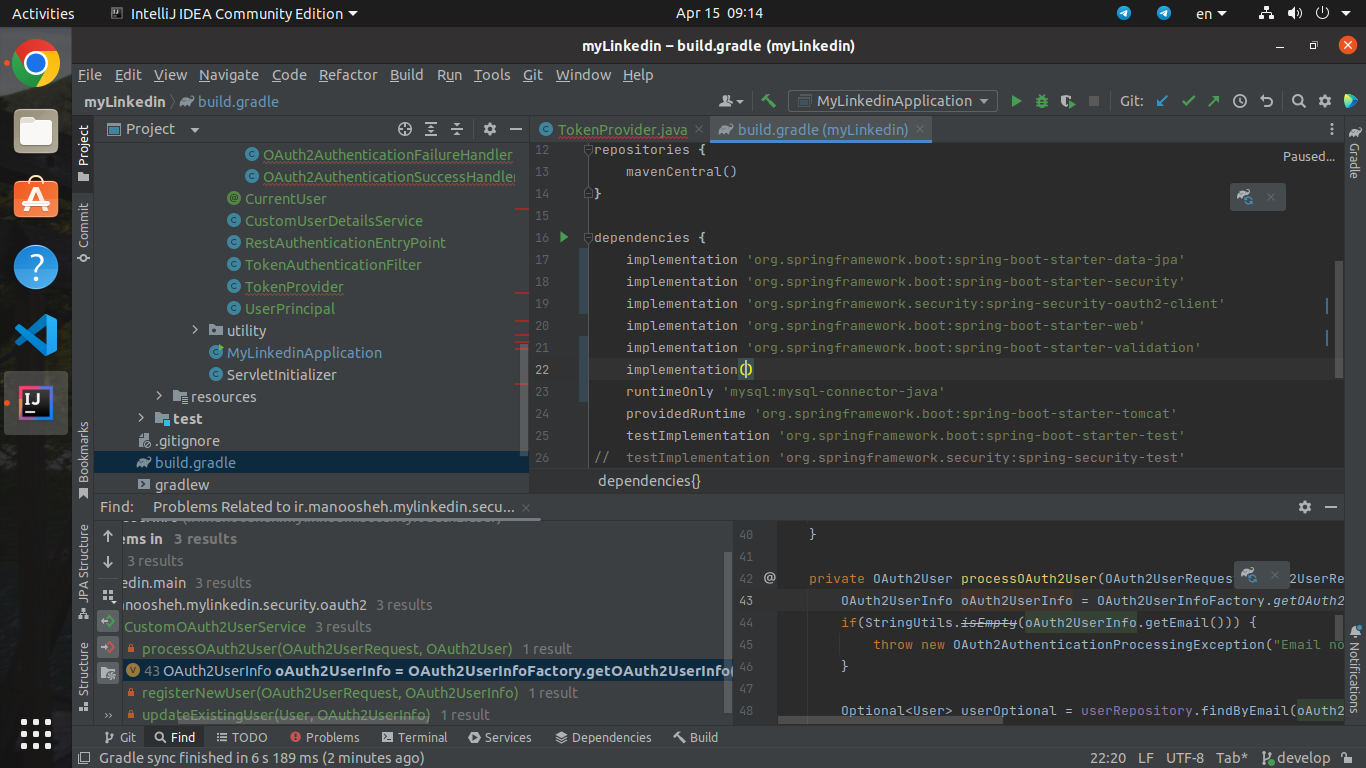 Activities
IntelliJ IDEA Community Edition
Apr 15 09:14
en
myLinkedin – build.gradle (myLinkedin)
File Edit View Navigate Code Refactor Build Run Tools Git Window Help
myLinkedin build.gradle
MyLinkedinApplication
Git:
Project
TokenProvider.java
build.gradle (myLinkedin)
Project
Commit
Bookmarks
JPA Structure
Structure
OAuth2AuthenticationFailureHandler
OAuth2AuthenticationSuccessHandler
CurrentUser
CustomUserDetailsService
RestAuthenticationEntryPoint
TokenAuthenticationFilter
TokenProvider
UserPrincipal
utility
MyLinkedinApplication
ServletInitializer
resources
test
.gitignore
build.gradle
gradlew
Paused...
12 repositories {
13 mavenCentral()
14 }
15
16 dependencies {
17 implementation 'org.springframework.boot:spring-boot-starter-data-jpa'
18 implementation 'org.springframework.boot:spring-boot-starter-security'
19 implementation 'org.springframework.security:spring-security-oauth2-client'
20 implementation 'org.springframework.boot:spring-boot-starter-web'
21 implementation 'org.springframework.boot:spring-boot-starter-validation'
22 implementation()
23 runtimeOnly 'mysql:mysql-connector-java'
24 providedRuntime 'org.springframework.boot:spring-boot-starter-tomcat'
25 testImplementation 'org.springframework.boot:spring-boot-starter-test'
26 // testImplementation 'org.springframework.security:spring-security-test'
dependencies{}
Gradle
Notifications
Find:
Problems Related to ir.manoosheh.mylinkedin.secu...
ems in 3 results
3 results
edin.main 3 results
anoosheh.mylinkedin.security.oauth2 3 results
CustomOAuth2UserService 3 results
processOAuth2User(OAuth2UserRequest, OAuth2User) 1 result
43 OAuth2UserInfo oAuth2UserInfo = OAuth2UserInfoFactory.getOAuth2UserInfo(
registerNewUser(OAuth2UserRequest, OAuth2UserInfo) 1 result
updateExistingUser(User, OAuth2UserInfo) 1 result
40 }
41
42 @ private OAuth2User processOAuth2User(OAuth2UserReques 2UserRe
43 OAuth2UserInfo oAuth2UserInfo = OAuth2UserInfoFactory.getOAuth2
44 if(StringUtils.isEmpty(oAuth2UserInfo.getEmail())) {
45 throw new OAuth2AuthenticationProcessingException("Email no
46 }
47
48 Optional<User> userOptional = userRepository.findByEmail(oAuth2
Git Find TODO Problems Terminal Services Dependencies Build
Gradle sync finished in 6 s 189 ms (2 minutes ago)
22:20 LF UTF-8 Tab* develop